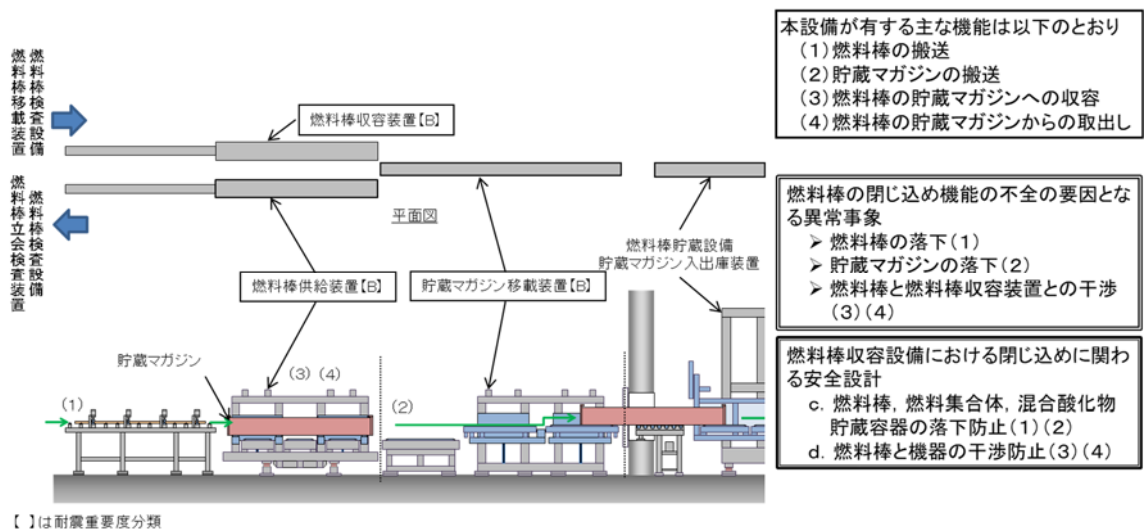 燃料棒検査設備
燃料棒移載装置
燃料棒検査設備
燃料棒立会検査装置
燃料棒収容装置【B】
平面図
燃料棒供給装置【B】
貯蔵マガジン移載装置【B】
燃料棒貯蔵設備
貯蔵マガジン入出庫装置
貯蔵マガジン
(1)
(3)(4)
(2)
【 】は耐震重要度分類
本設備が有する主な機能は以下のとおり
(1)燃料棒の搬送
(2)貯蔵マガジンの搬送
(3)燃料棒の貯蔵マガジンへの収容
(4)燃料棒の貯蔵マガジンからの取出し
燃料棒の閉じ込め機能の不全の要因とな
る異常事象
➢ 燃料棒の落下(1)
➢ 貯蔵マガジンの落下(2)
➢ 燃料棒と燃料棒収容装置との干渉
(3)(4)
燃料棒収容設備における閉じ込めに関わ
る安全設計
c. 燃料棒，燃料集合体，混合酸化物
貯蔵容器の落下防止(1)(2)
d. 燃料棒と機器の干渉防止(3)(4)